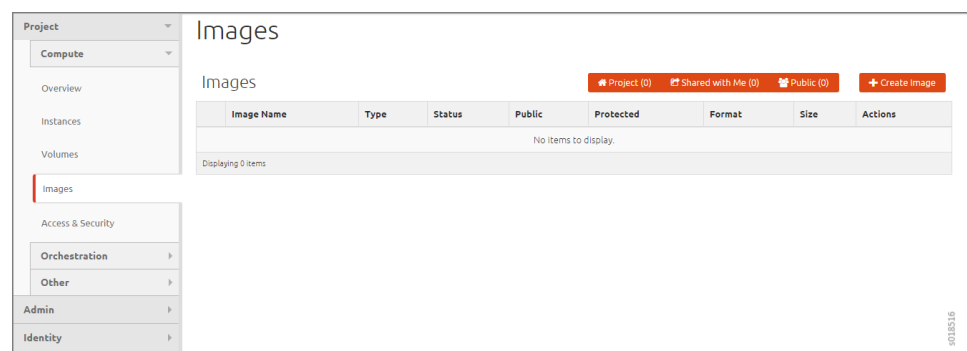 Project
Compute
Overview
Instances
Volumes
Images
Access & Security
Orchestration
Other
Admin
Identity
Images
Images
Project (0) Shared with Me (0) Public (0) Create Image
Image Name Type Status Public Protected Format Size Actions
No items to display.
Displaying 0 items
s018516